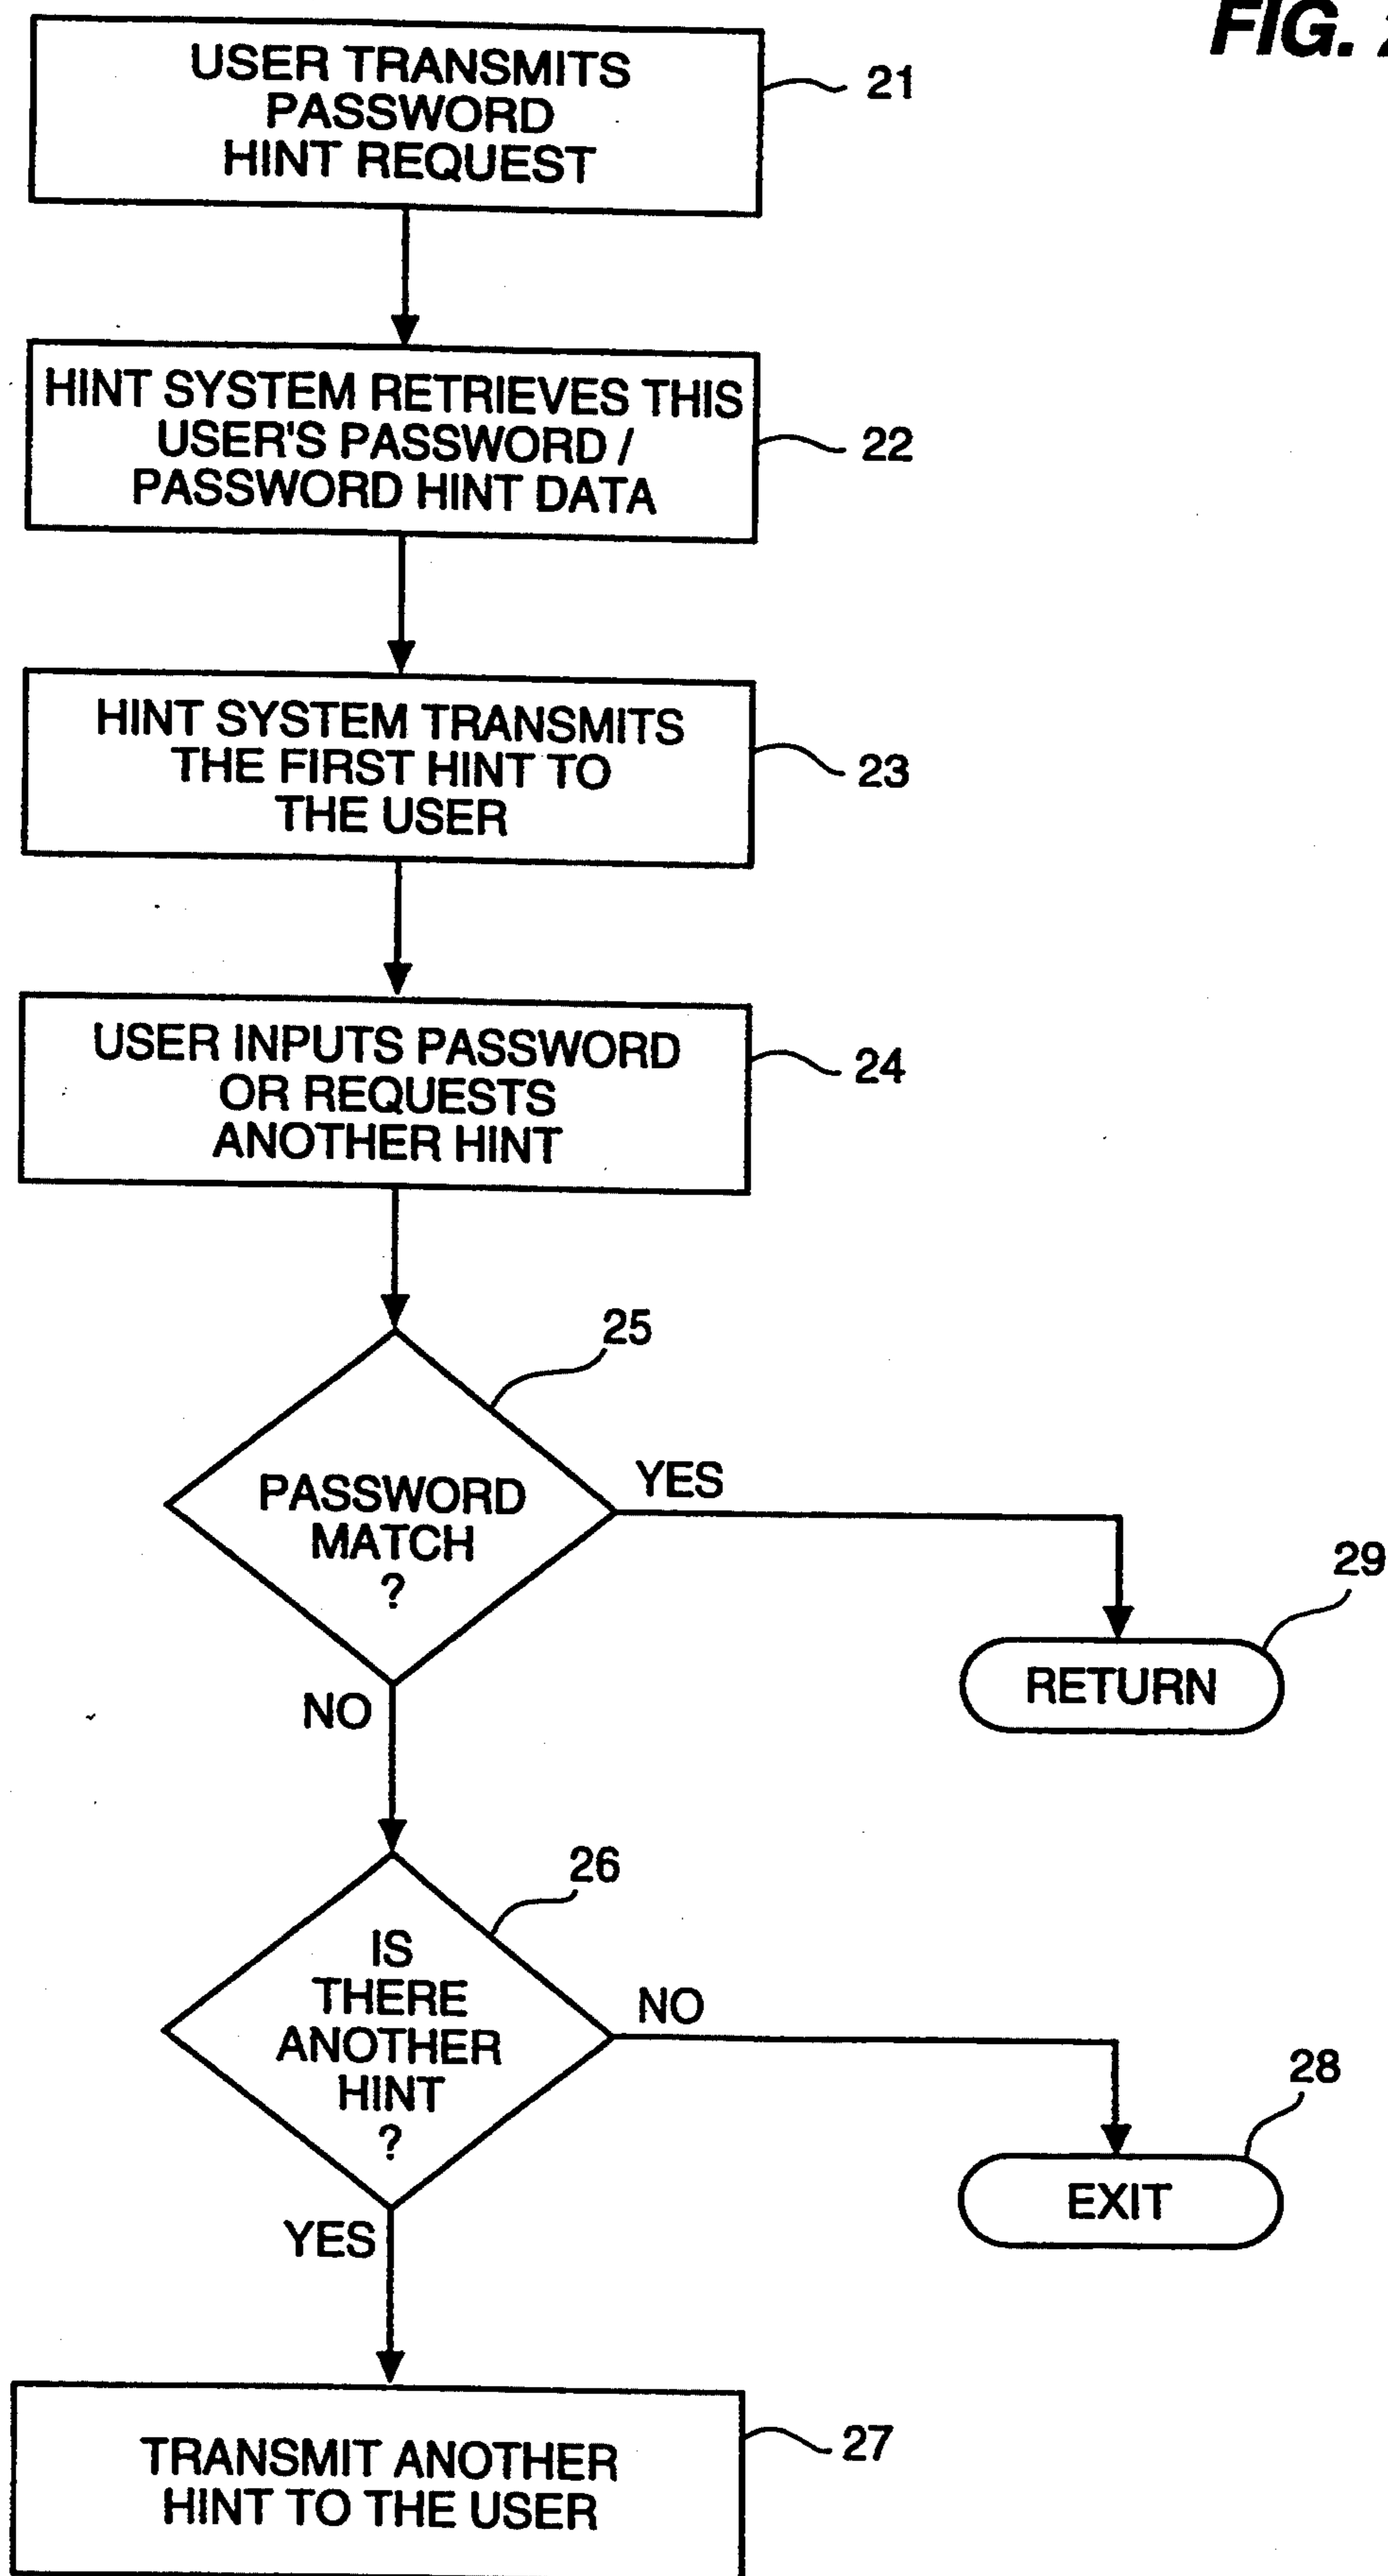 FIG. 2
USER TRANSMITS
PASSWORD
HINT REQUEST
21
HINT SYSTEM RETRIEVES THIS
USER'S PASSWORD /
PASSWORD HINT DATA
22
HINT SYSTEM TRANSMITS
THE FIRST HINT TO
THE USER
23
USER INPUTS PASSWORD
OR REQUESTS
ANOTHER HINT
24
25
PASSWORD
MATCH
?
YES
29
RETURN
NO
26
IS
THERE
ANOTHER
HINT
?
NO
28
EXIT
YES
TRANSMIT ANOTHER
HINT TO THE USER
27